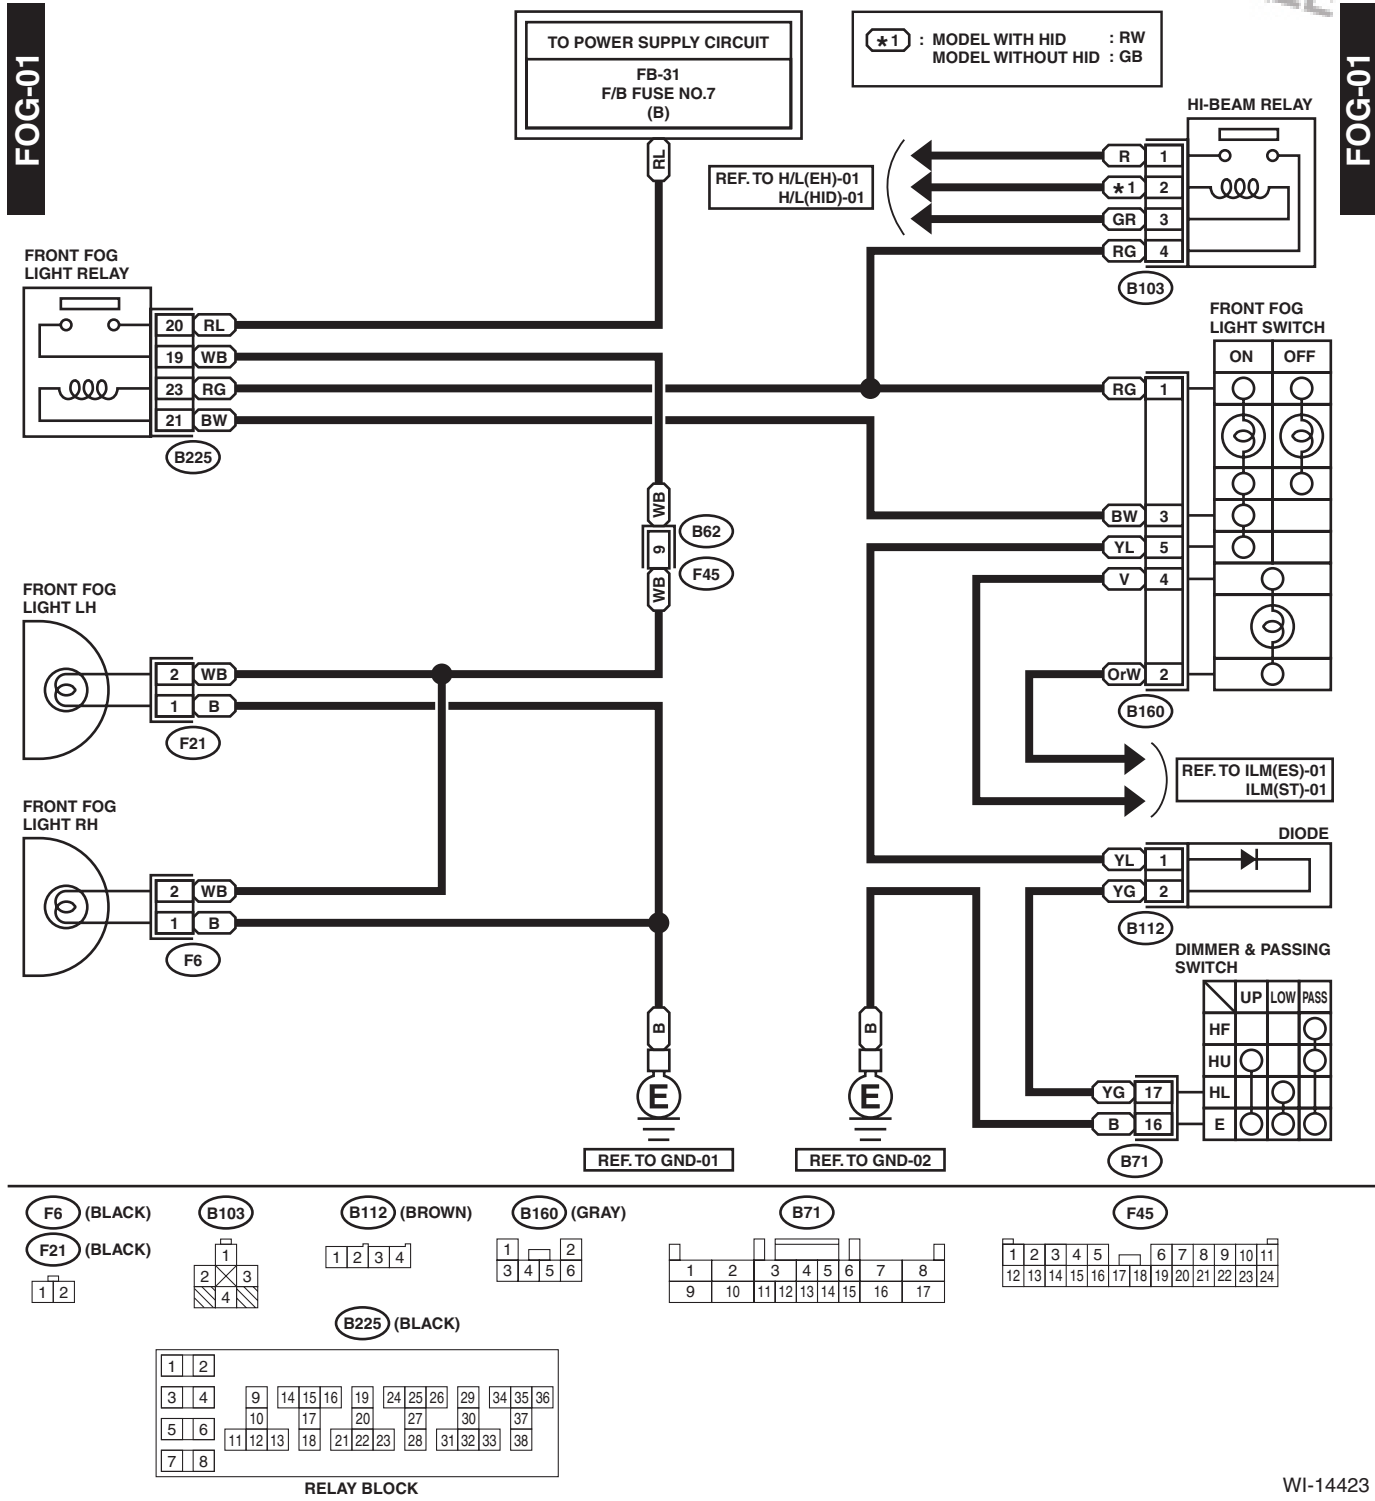 FOG-01
FOG-01
TO POWER SUPPLY CIRCUIT
FB-31
F/B FUSE NO.7
(B)
RL
*1 : MODEL WITH HID : RW
MODEL WITHOUT HID : GB
HI-BEAM RELAY
REF. TO H/L(EH)-01
H/L(HID)-01
R 1
*1 2
GR 3
RG 4
B103
FRONT FOG
LIGHT RELAY
20 RL
19 WB
23 RG
21 BW
B225
FRONT FOG
LIGHT SWITCH
ON OFF
RG 1
BW 3
YL 5
V 4
OrW 2
B160
WB
9
WB
B62
F45
FRONT FOG
LIGHT LH
2 WB
1 B
F21
REF. TO ILM(ES)-01
ILM(ST)-01
FRONT FOG
LIGHT RH
2 WB
1 B
F6
DIODE
YL 1
YG 2
B112
DIMMER & PASSING
SWITCH
UP LOW PASS
HF
HU
HL
E
YG 17
B 16
B71
B
E
REF. TO GND-01
B
E
REF. TO GND-02
F6 (BLACK)
F21 (BLACK)
1 2
B103
1
2 3
4
B112 (BROWN)
1 2 3 4
B160 (GRAY)
1 2
3 4 5 6
B71
1 2 3 4 5 6 7 8
9 10 11 12 13 14 15 16 17
F45
1 2 3 4 5 6 7 8 9 10 11
12 13 14 15 16 17 18 19 20 21 22 23 24
B225 (BLACK)
1 2
3 4 9 14 15 16 19 24 25 26 29 34 35 36
10 17 20 27 30 37
5 6 11 12 13 18 21 22 23 28 31 32 33 38
7 8
RELAY BLOCK
WI-14423